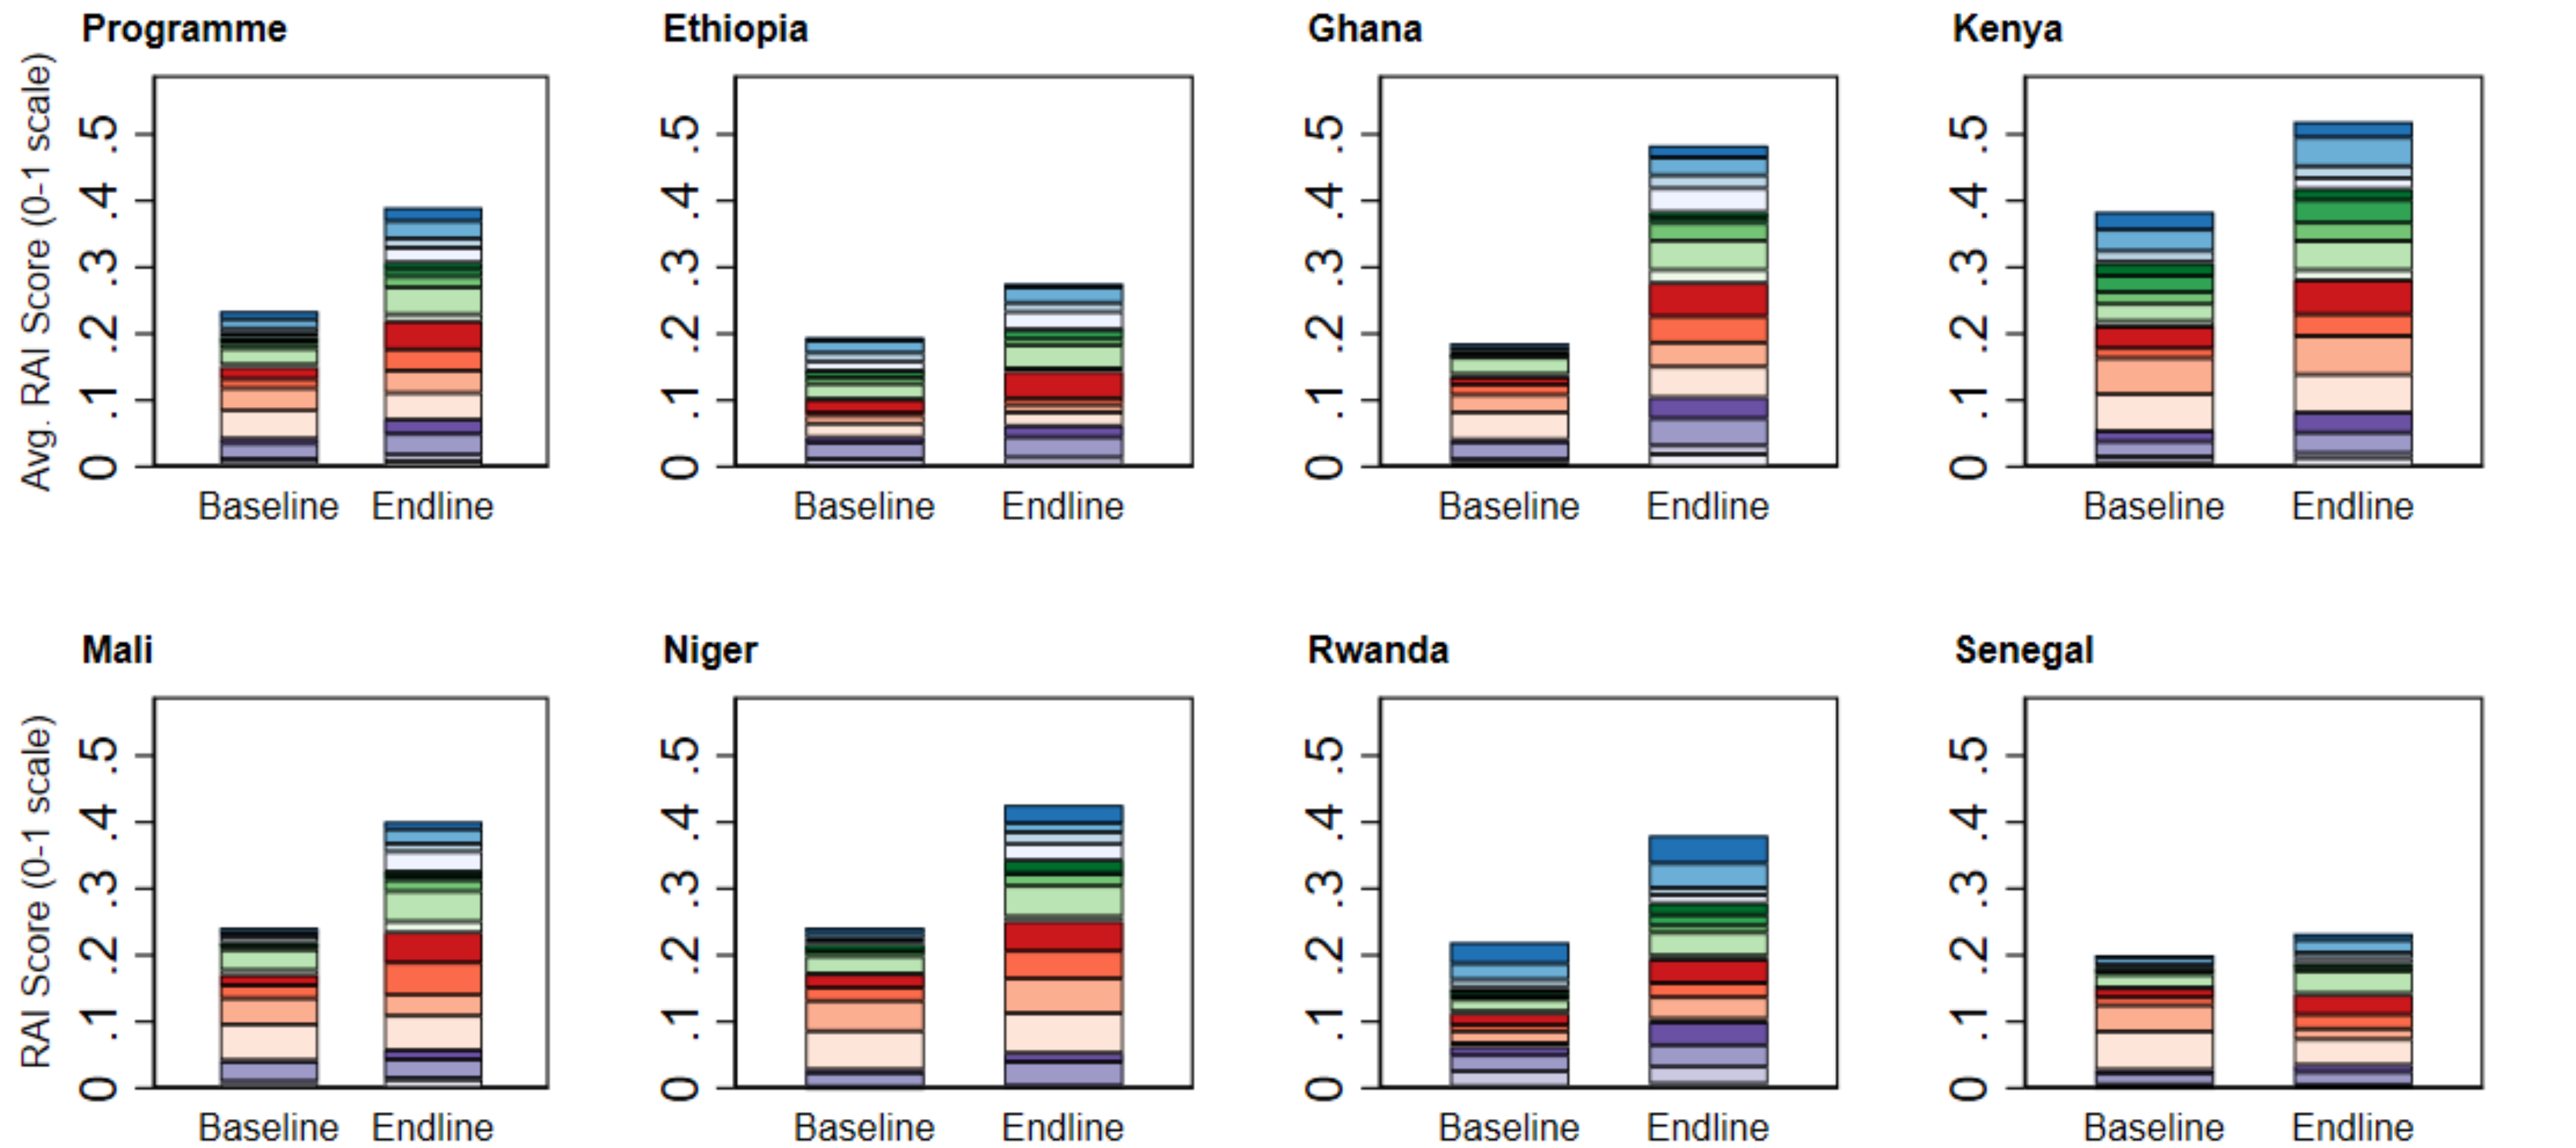 Programme Ethiopia Ghana Kenya
Avg. RAI Score (0-1 scale)
.5 .5 .5 .5
.4 .4 .4 .4
.3 .3 .3 .3
.2 .2 .2 .2
.1 .1 .1 .1
0 0 0 0
Baseline Endline Baseline Endline Baseline Endline Baseline Endline
Mali Niger Rwanda Senegal
RAI Score (0-1 scale)
.5 .5 .5 .5
.4 .4 .4 .4
.3 .3 .3 .3
.2 .2 .2 .2
.1 .1 .1 .1
0 0 0 0
Baseline Endline Baseline Endline Baseline Endline Baseline Endline